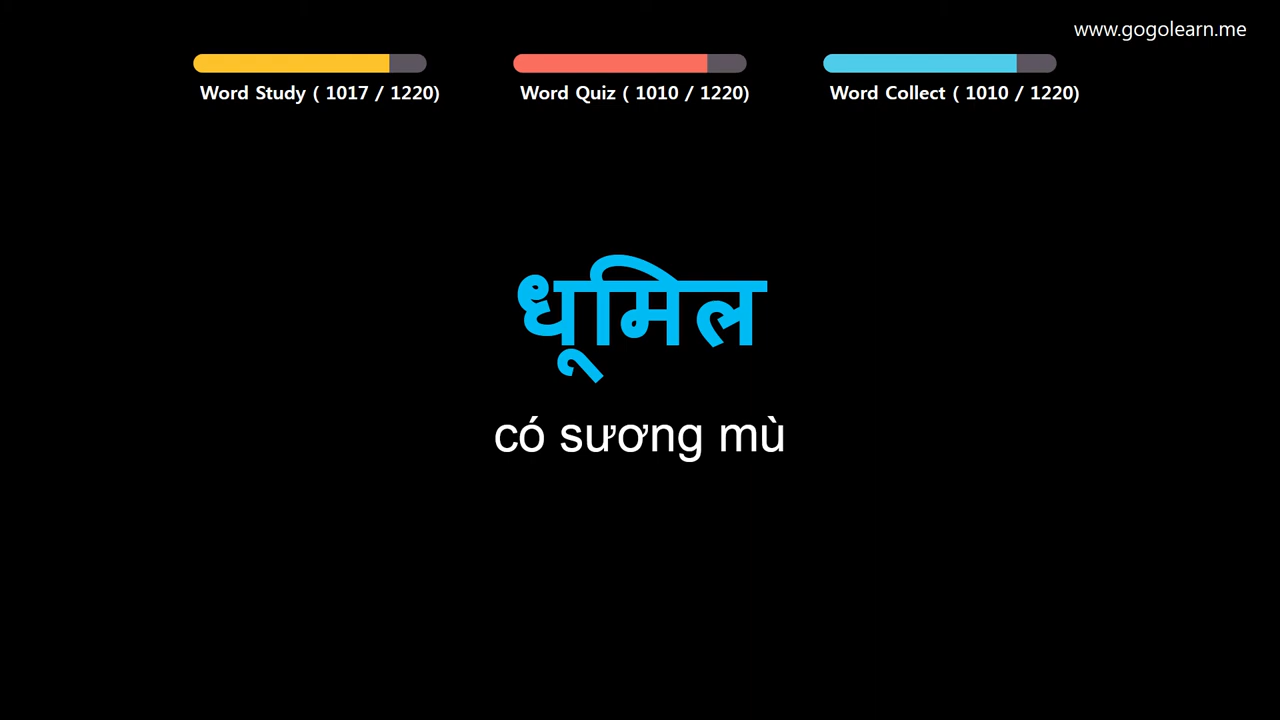 www.gogolearn.me
Word Study ( 1017 / 1220)
Word Quiz ( 1010 / 1220)
Word Collect ( 1010 / 1220)
धूमिल
có sương mù